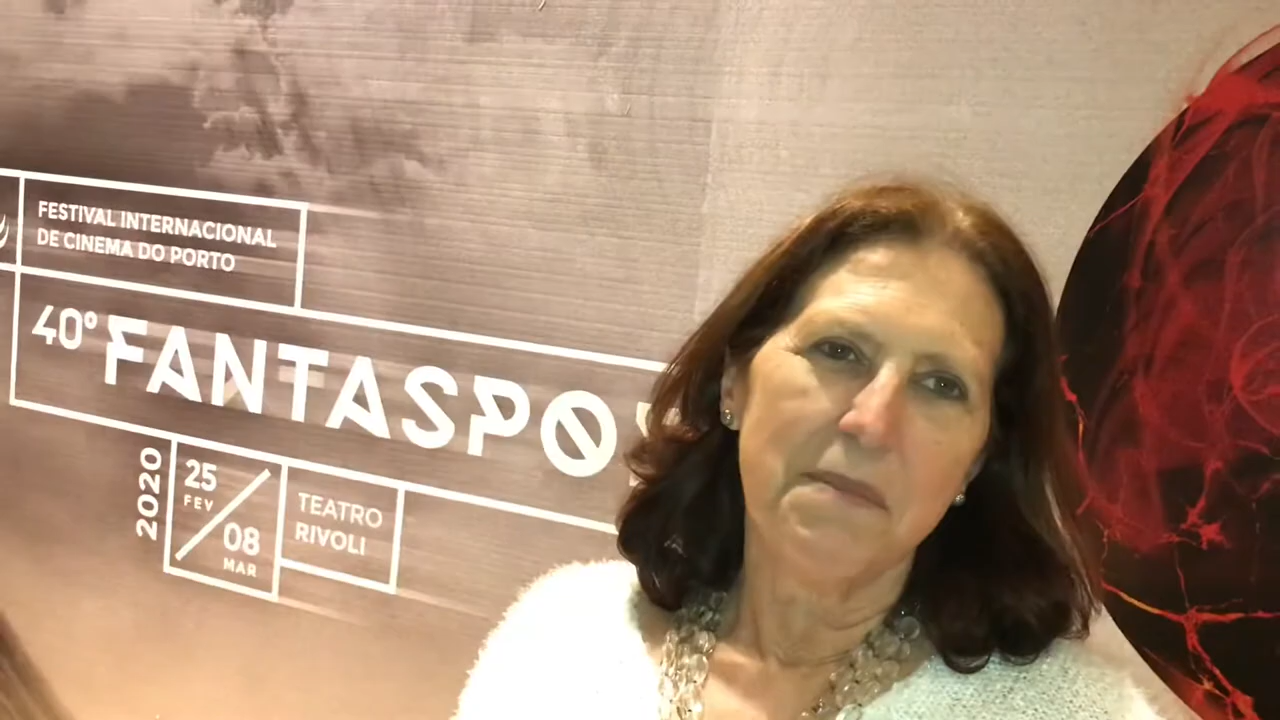 FESTIVAL INTERNACIONAL
DE CINEMA DO PORTO
40º FANTASPO
2020
25
FEV
08
MAR
TEATRO
RIVOLI